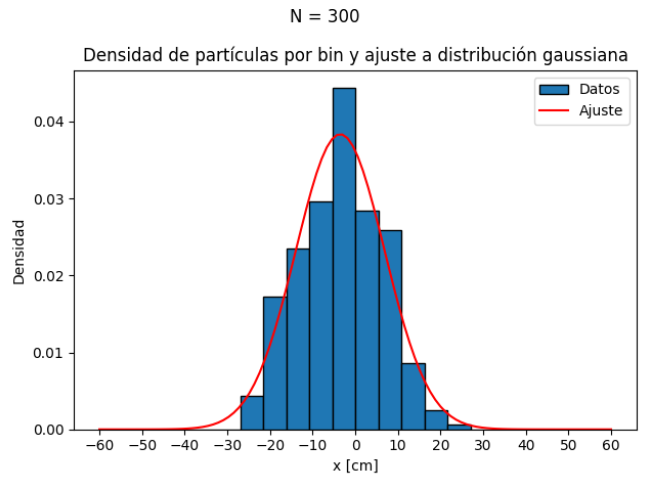 N = 300
Densidad de partículas por bin y ajuste a distribución gaussiana
Datos
Ajuste
Densidad
0.04
0.03
0.02
0.01
0.00
−60 −50 −40 −30 −20 −10 0 10 20 30 40 50 60
x [cm]